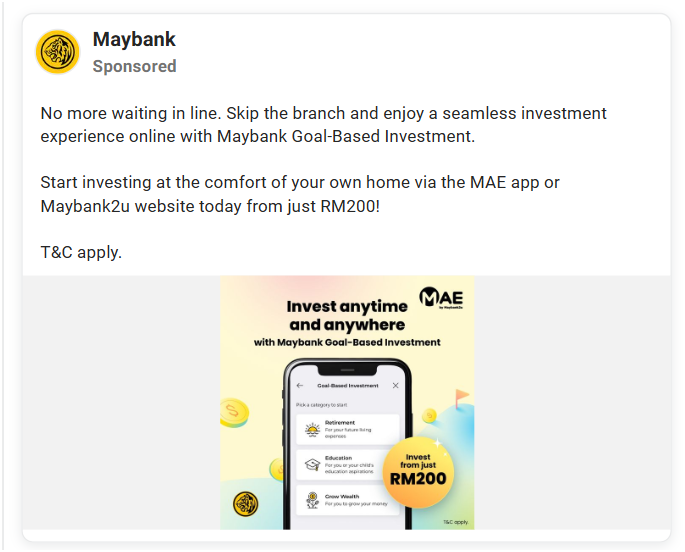 Maybank
Sponsored
No more waiting in line. Skip the branch and enjoy a seamless investment
experience online with Maybank Goal-Based Investment.
Start investing at the comfort of your own home via the MAE app or
Maybank2u website today from just RM200!
T&C apply.
MAE
by Maybank2u
Invest anytime
and anywhere
with Maybank Goal-Based Investment
Goal-Based Investment
Pick a category to start
Retirement
For your future living
expenses
Education
For you or your child's
education aspirations
Grow Wealth
For you to grow your money
Invest
from just
RM200
T&C apply.